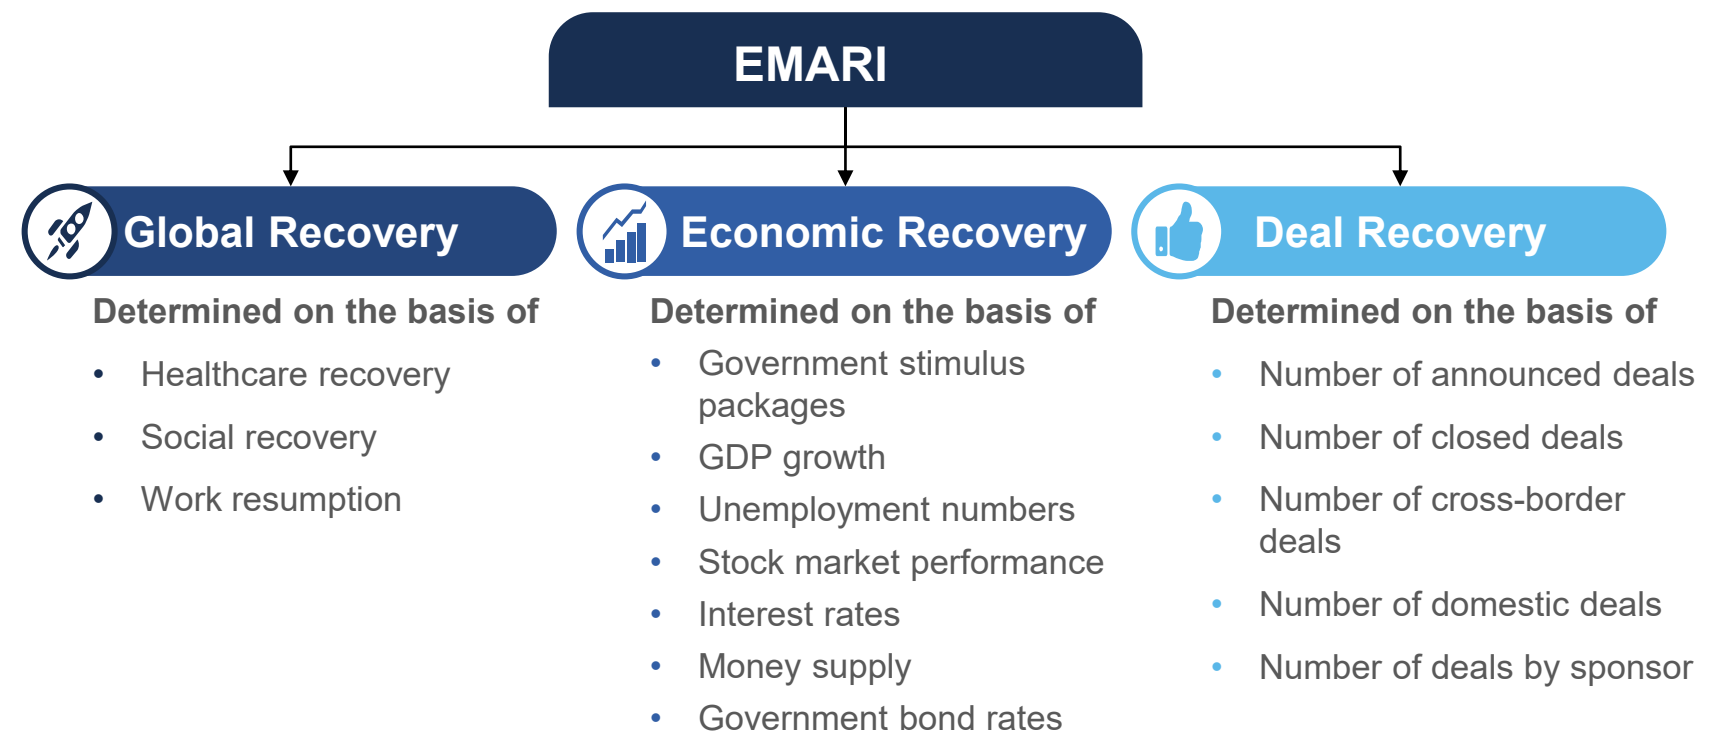 EMARI
Global Recovery
Determined on the basis of
• Healthcare recovery
• Social recovery
• Work resumption
Economic Recovery
Determined on the basis of
• Government stimulus
packages
• GDP growth
• Unemployment numbers
• Stock market performance
• Interest rates
• Money supply
• Government bond rates
Deal Recovery
Determined on the basis of
• Number of announced deals
• Number of closed deals
• Number of cross-border
deals
• Number of domestic deals
• Number of deals by sponsor